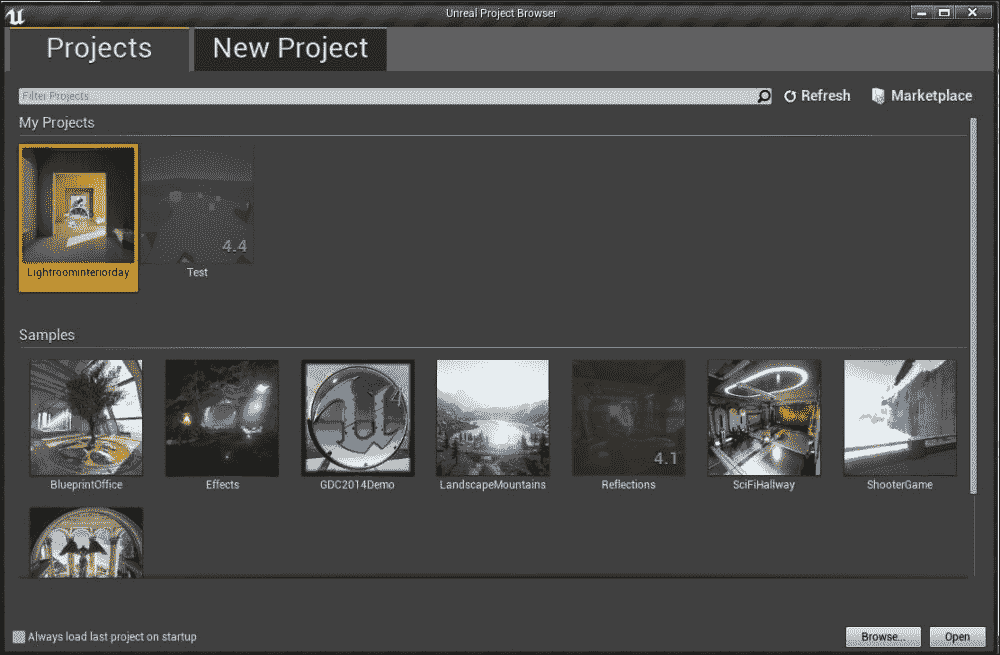 Unreal Project Browser
Projects
New Project
Filter Projects
Refresh
Marketplace
My Projects
4.4
Lightroominteriorday
Test
Samples
4.1
BlueprintOffice
Effects
GDC2014Demo
LandscapeMountains
Reflections
SciFiHallway
ShooterGame
Always load last project on startup
Browse...
Open